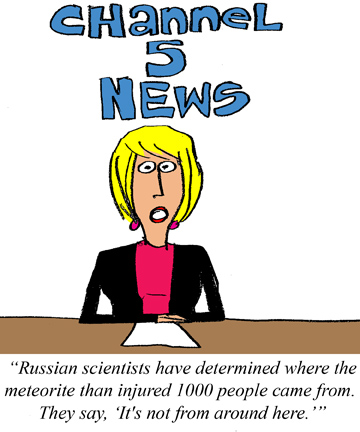 CHANNEL
5
NEWS
“Russian scientists have determined where the
meteorite than injured 1000 people came from.
They say, ‘It's not from around here.’”